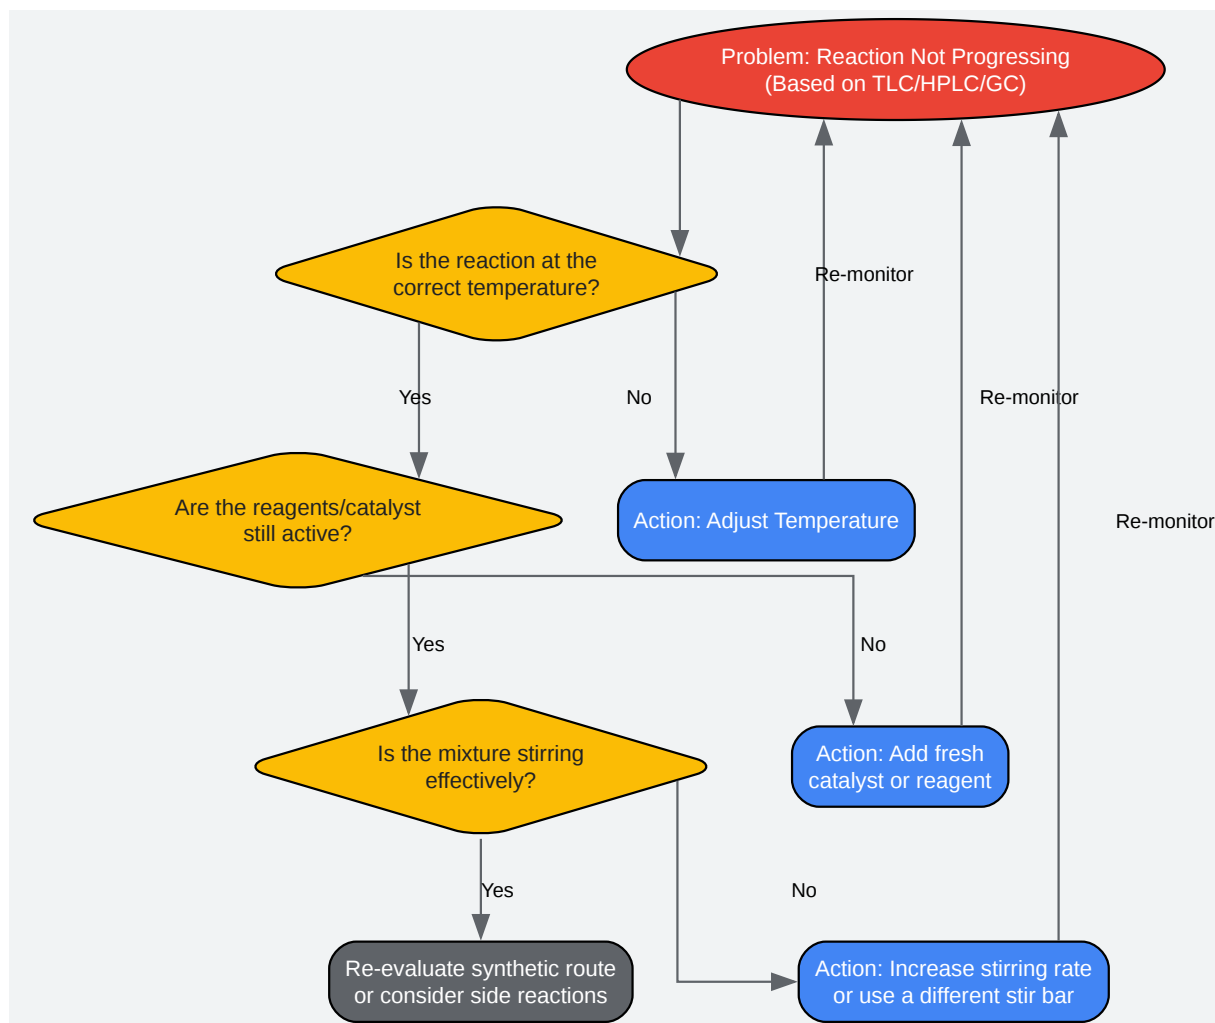 Problem: Reaction Not Progressing
(Based on TLC/HPLC/GC)
Is the reaction at the
correct temperature?
Re-monitor
Yes
No
Re-monitor
Are the reagents/catalyst
still active?
Action: Adjust Temperature
Re-monitor
Yes
No
Is the mixture stirring
effectively?
Action: Add fresh
catalyst or reagent
Yes
No
Re-evaluate synthetic route
or consider side reactions
Action: Increase stirring rate
or use a different stir bar